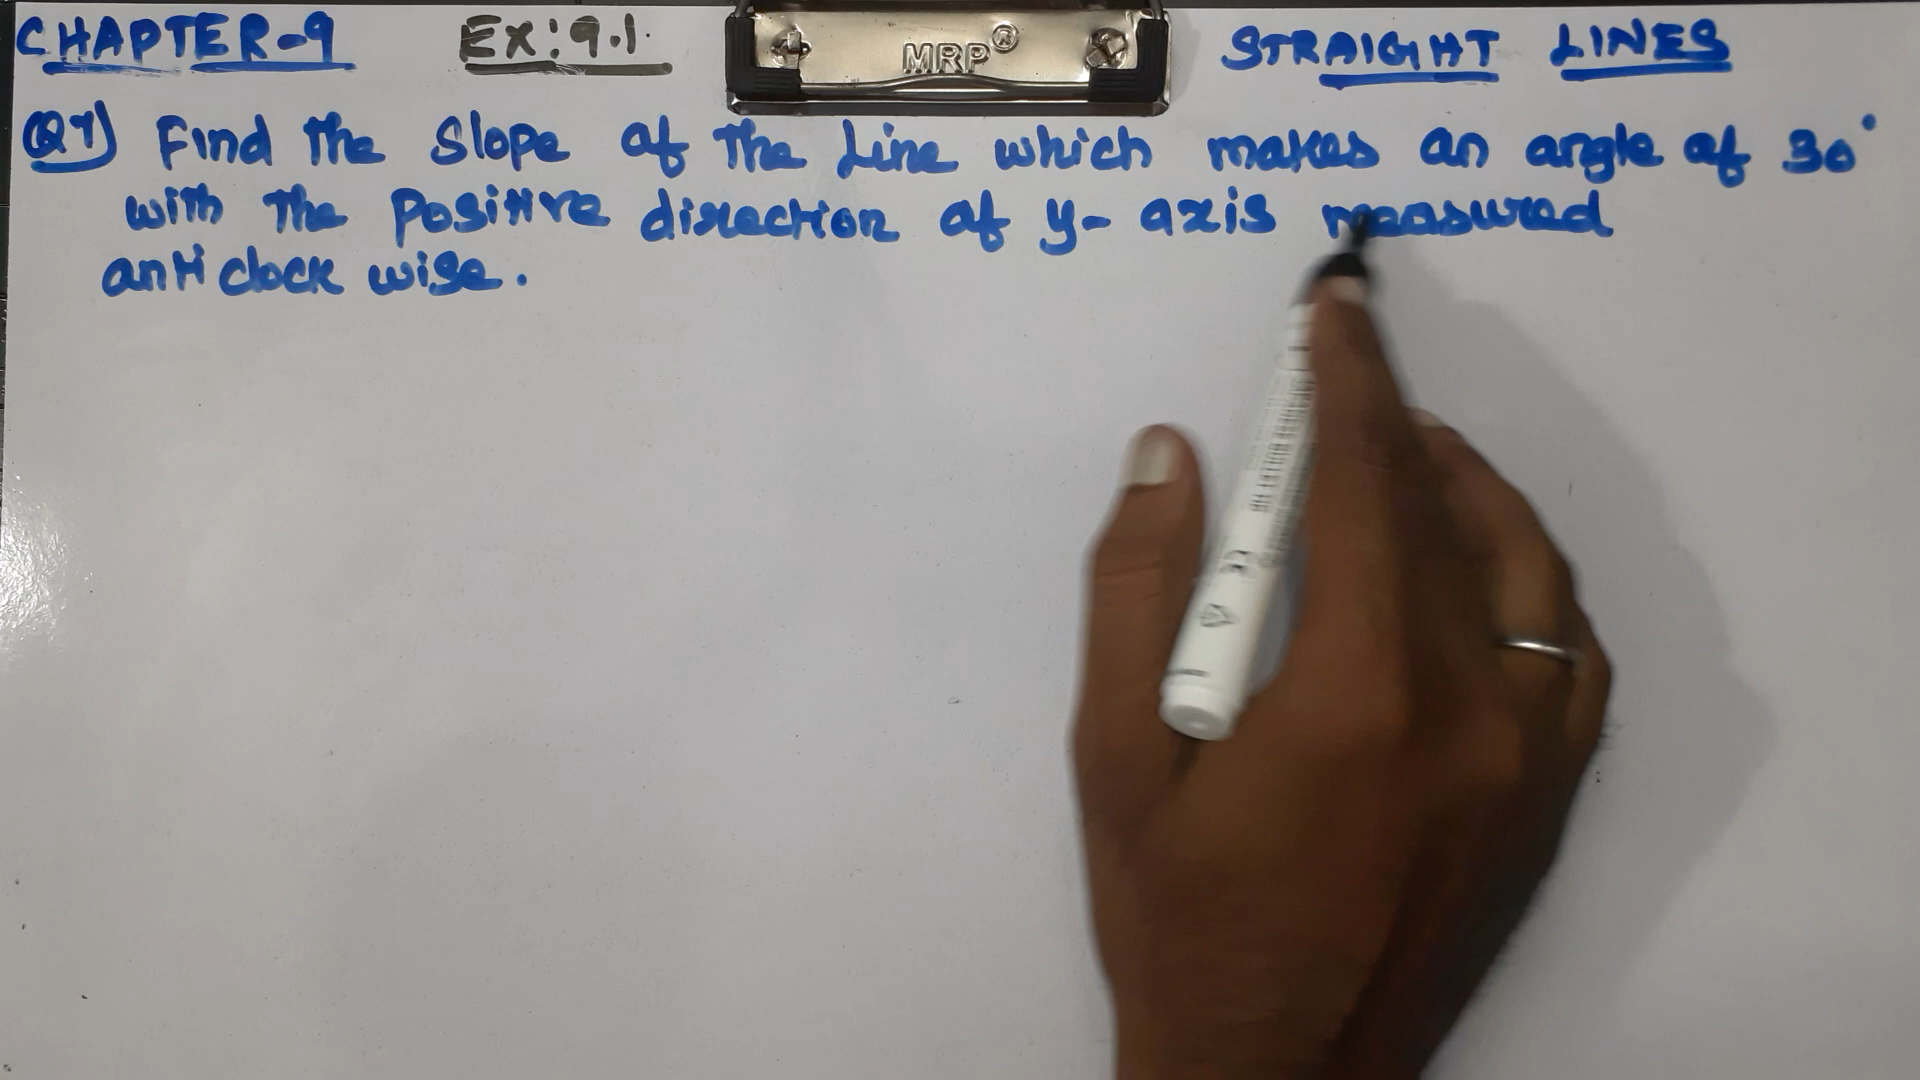 CHAPTER-9 EX:9.1. MRP® STRAIGHT LINES
Q7) Find the Slope of The Line which makes an angle of 30°
with The Positive direction of y-axis measured
anticlock wise.
CE